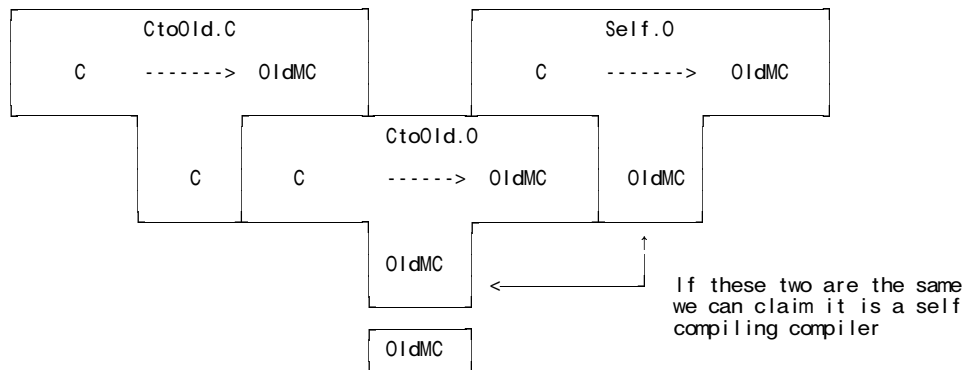 CtoOld.C Self.O
C -------> OldMC C -------> OldMC
CtoOld.O
C C ------> OldMC OldMC
OldMC
If these two are the same
<
we can claim it is a self
compiling compiler
OldMC